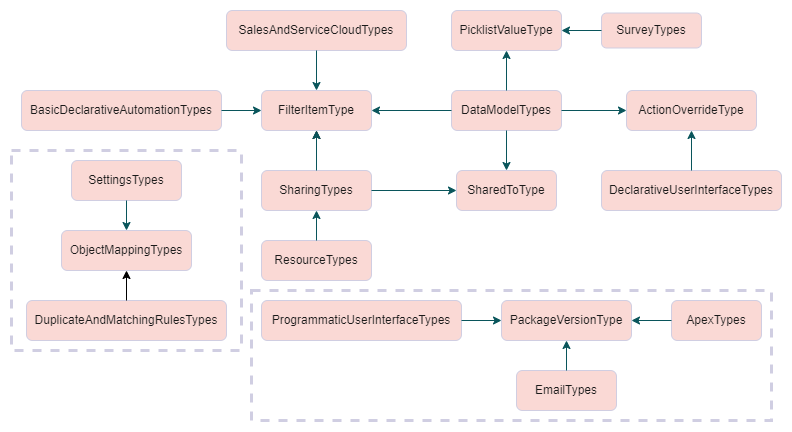 SalesAndServiceCloudTypes
PicklistValueType
SurveyTypes
BasicDeclarativeAutomationTypes
FilterItemType
DataModelTypes
ActionOverrideType
SettingsTypes
SharingTypes
SharedToType
DeclarativeUserInterfaceTypes
ObjectMappingTypes
ResourceTypes
DuplicateAndMatchingRulesTypes
ProgrammaticUserInterfaceTypes
PackageVersionType
ApexTypes
EmailTypes